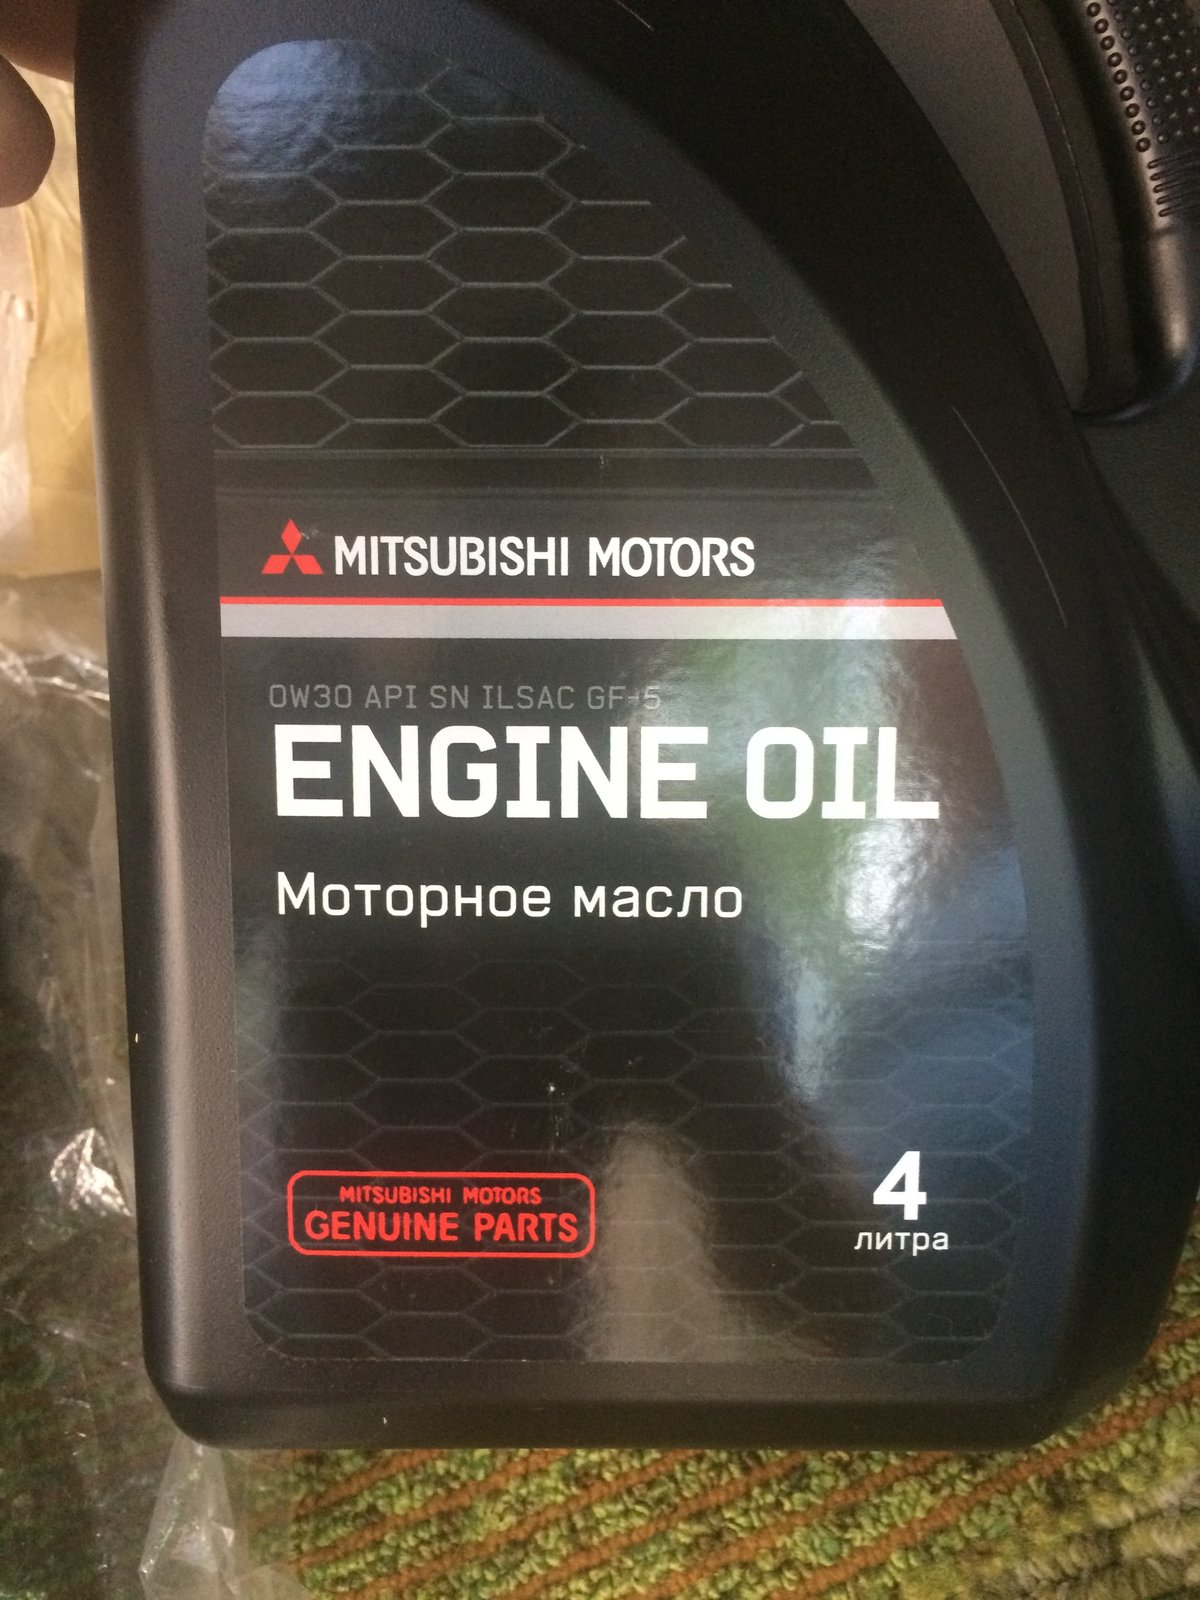 MITSUBISHI MOTORS
0W30 API SN ILSAC GF-5
ENGINE OIL
Моторное масло
MITSUBISHI MOTORS
GENUINE PARTS
4
литра